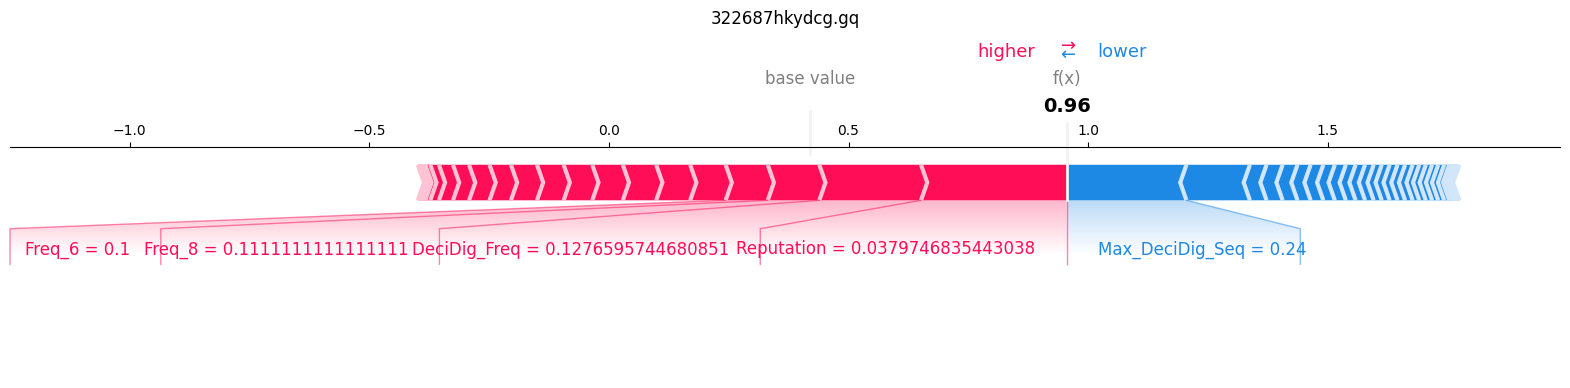 322687hkydcg.gq
higher ⇄ lower
base value f(x)
0.96
−1.0 −0.5 0.0 0.5 1.0 1.5
Freq_6 = 0.1 Freq_8 = 0.1111111111111111 DeciDig_Freq = 0.1276595744680851 Reputation = 0.0379746835443038 Max_DeciDig_Seq = 0.24